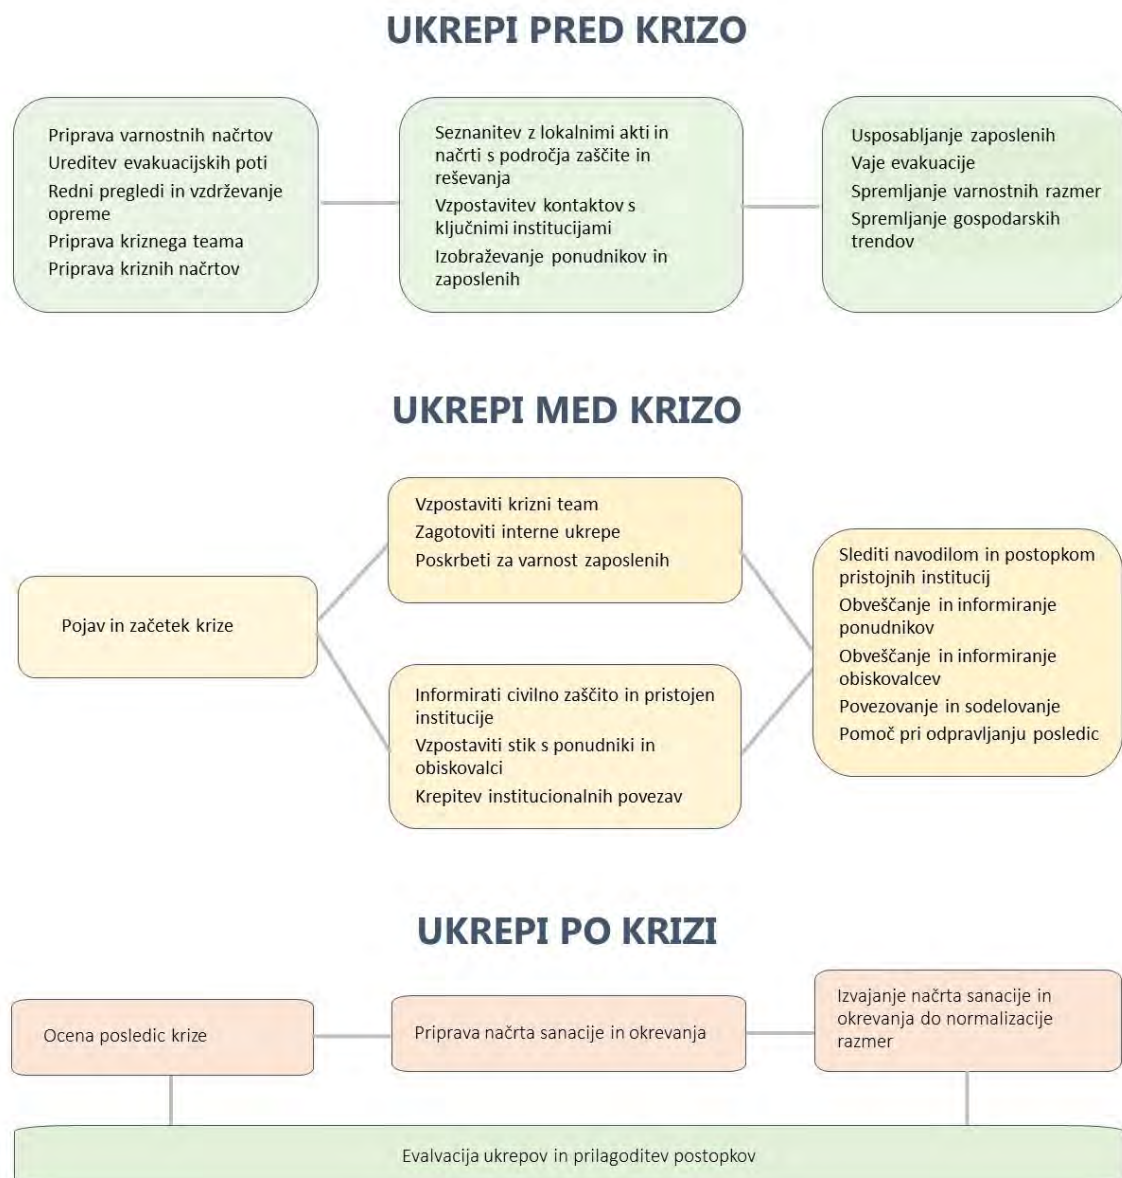 UKREPI PRED KRIZO
Priprava varnostnih načrtov
Ureditev evakuacijskih poti
Redni pregledi in vzdrževanje
opreme
Priprava kriznega teama
Priprava kriznih načrtov
Seznanitev z lokalnimi akti in
načrti s področja zaščite in
reševanja
Vzpostavitev kontaktov s
ključnimi institucijami
Izobraževanje ponudnikov in
zaposlenih
Usposabljanje zaposlenih
Vaje evakuacije
Spremljanje varnostnih razmer
Spremljanje gospodarskih
trendov
UKREPI MED KRIZO
Pojav in začetek krize
Vzpostaviti krizni team
Zagotoviti interne ukrepe
Poskrbeti za varnost zaposlenih
Informirati civilno zaščito in pristojen
institucije
Vzpostaviti stik s ponudniki in
obiskovalci
Krepitev institucionalnih povezav
Slediti navodilom in postopkom
pristojnih institucij
Obveščanje in informiranje
ponudnikov
Obveščanje in informiranje
obiskovalcev
Povezovanje in sodelovanje
Pomoč pri odpravljanju posledic
UKREPI PO KRIZI
Ocena posledic krize
Priprava načrta sanacije in okrevanja
Izvajanje načrta sanacije in
okrevanja do normalizacije
razmer
Evalvacija ukrepov in prilagoditev postopkov